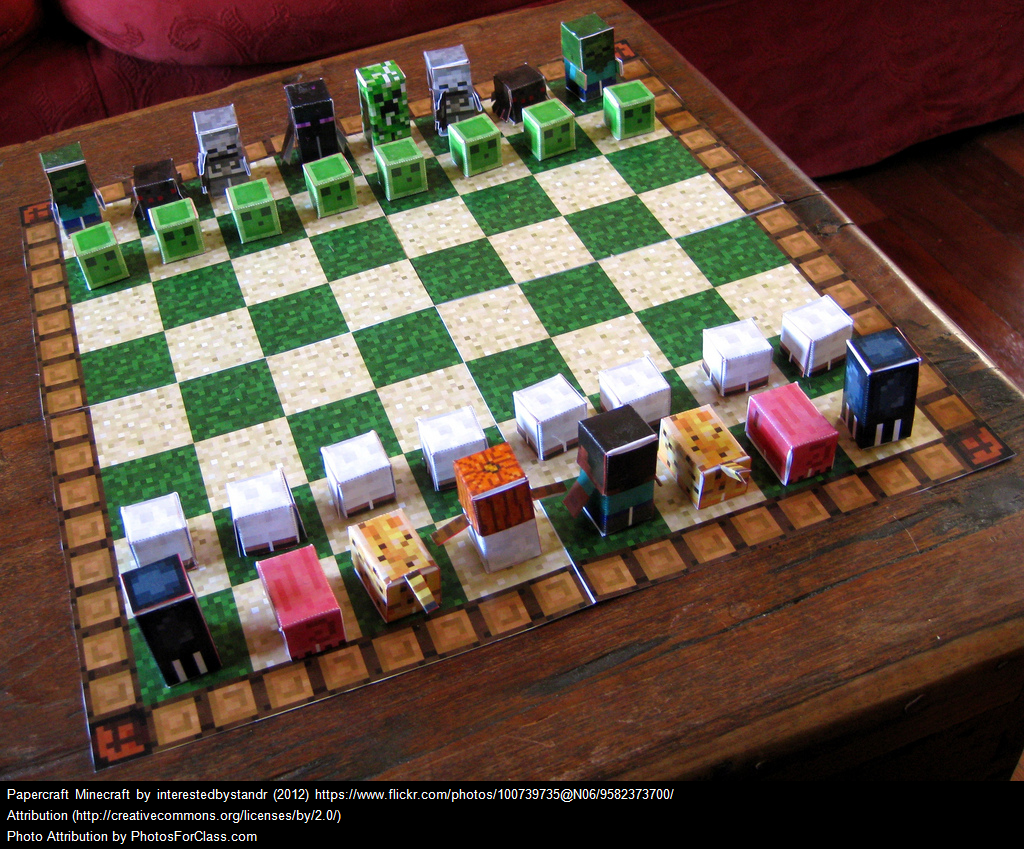 Papercraft Minecraft by interestedbystandr (2012) https://www.flickr.com/photos/100739735@N06/9582373700/
Attribution (http://creativecommons.org/licenses/by/2.0/)
Photo Attribution by PhotosForClass.com